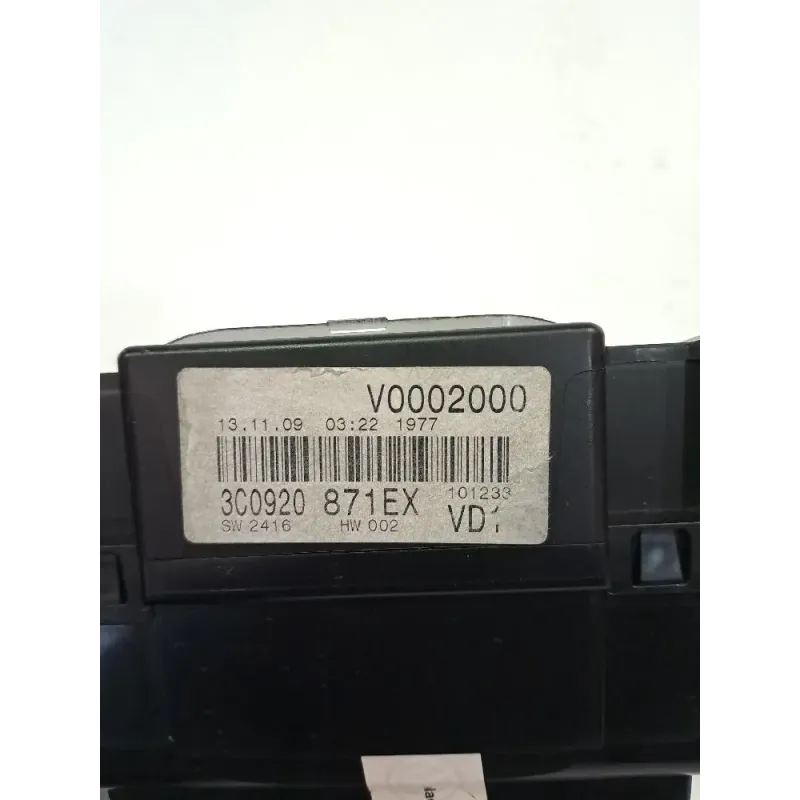 V0002000
13.11.09 03:22 1977
3C0920 871EX 101233
SW 2416 HW 002 VD1